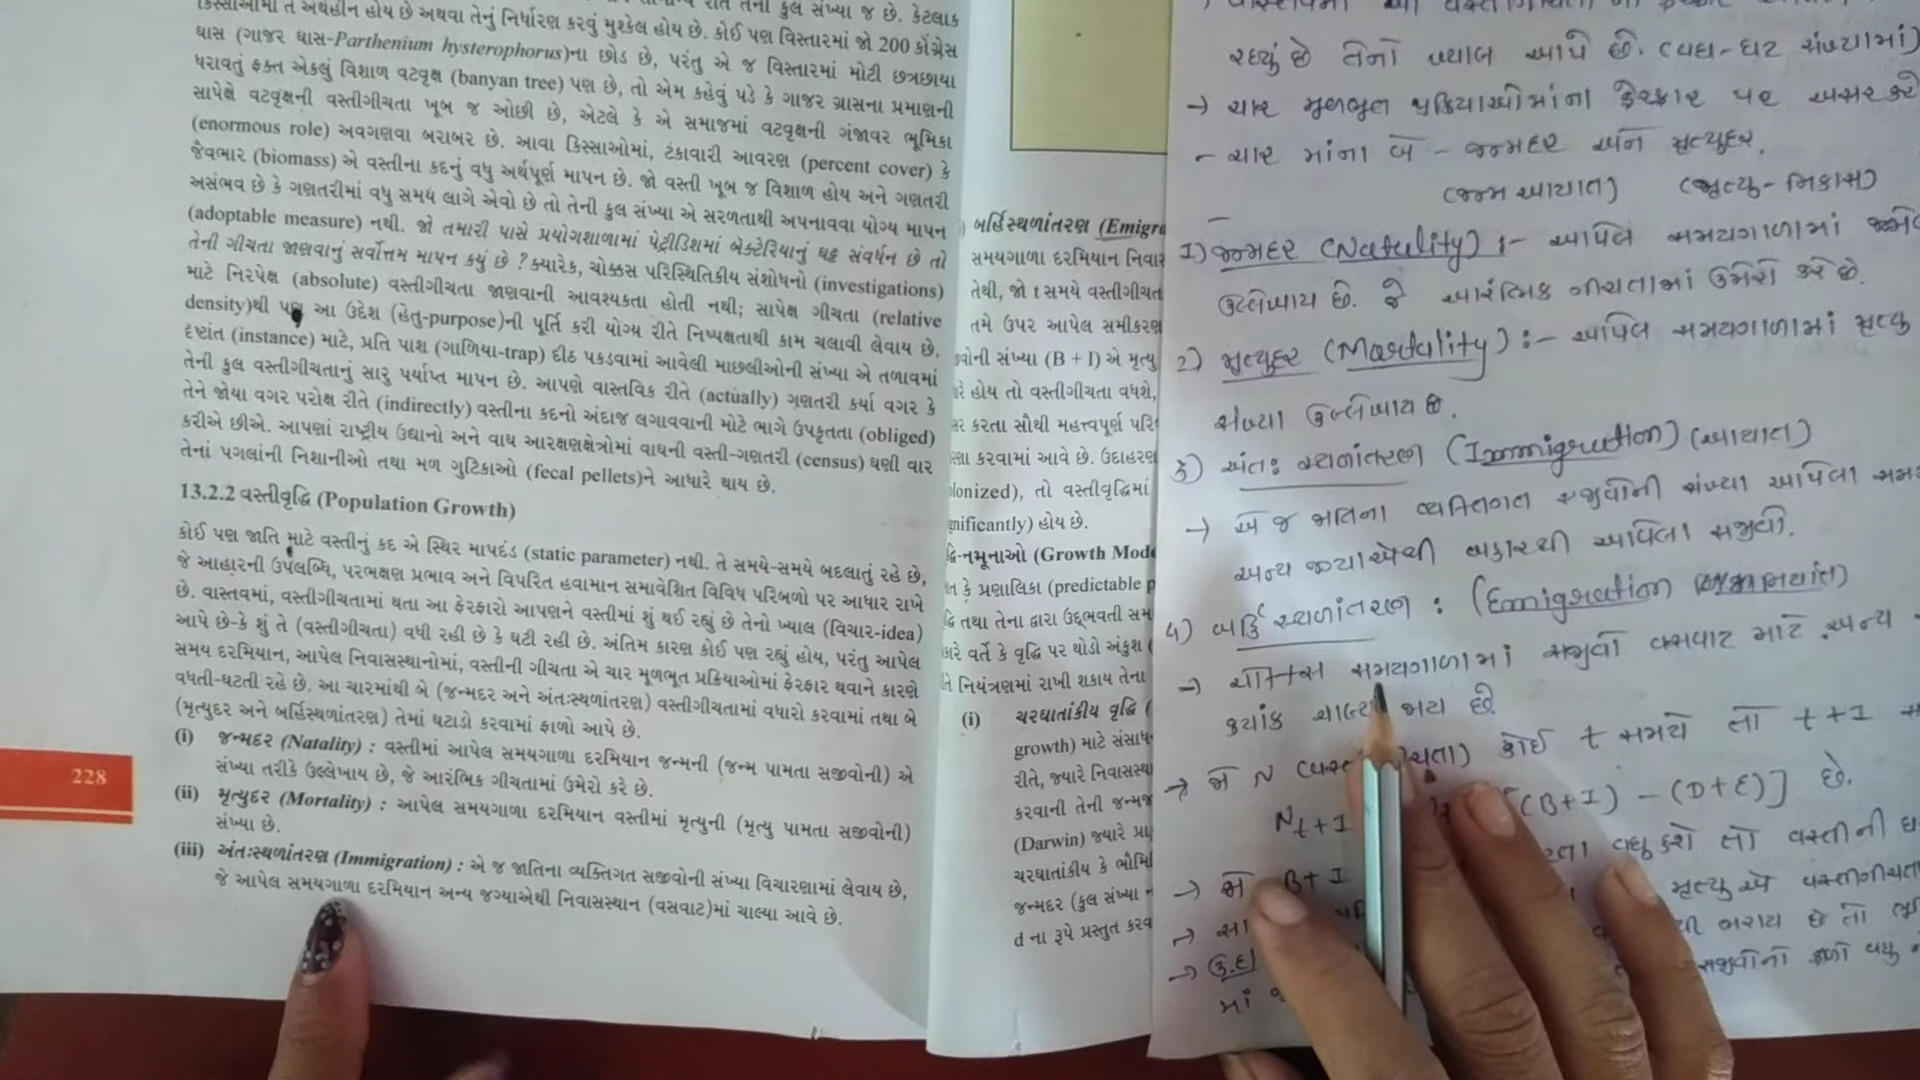 કિસ્સાઓમાં તે અર્થહીન હોય છે અથવા તેનું નિર્ધારણ કરવું મુશ્કેલ હોય છે. કોઈ પણ વિસ્તારમાં જો 200 કોંગ્રેસ
ઘાસ (ગાજર ઘાસ-Parthenium hysterophorus)ના છોડ છે, પરંતુ એ જ વિસ્તારમાં મોટી છત્રછાયા
ધરાવતું ફક્ત એકલું વિશાળ વટવૃક્ષ (banyan tree) પણ છે, તો એમ કહેવું પડે કે ગાજર ગ્રાસના પ્રમાણની
સાપેક્ષે વટવૃક્ષની વસ્તીગીચતા ખૂબ જ ઓછી છે, એટલે કે એ સમાજમાં વટવૃક્ષની ગંજાવર ભૂમિકા
(enormous role) અવગણવા બરાબર છે. આવા કિસ્સાઓમાં, ટંકાવારી આવરણ (percent cover) કે
જૈવભાર (biomass) એ વસ્તીના કદનું વધુ અર્થપૂર્ણ માપન છે. જો વસ્તી ખૂબ જ વિશાળ હોય અને ગણતરી
અસંભવ છે કે ગણતરીમાં વધુ સમય લાગે એવો છે તો તેની કુલ સંખ્યા એ સરળતાથી અપનાવવા યોગ્ય માપન
(adoptable measure) નથી. જો તમારી પાસે પ્રયોગશાળામાં પેટ્રીડિશમાં બેક્ટેરિયાનું ઘટ્ટ સંવર્ધન છે તો
તેની ગીચતા જાણવાનું સર્વોત્તમ માપન કયું છે ? ક્યારેક, ચોક્કસ પરિસ્થિતિકીય સંશોધનો (investigations)
માટે નિરપેક્ષ (absolute) વસ્તીગીચતા જાણવાની આવશ્યકતા હોતી નથી; સાપેક્ષ ગીચતા (relative
density)થી પણ આ ઉદેશ (હેતુ-purpose)ની પૂર્તિ કરી યોગ્ય રીતે નિષ્પક્ષતાથી કામ ચલાવી લેવાય છે.
દૃષ્ટાંત (instance) માટે, પ્રતિ પાશ (ગાળિયા-trap) દીઠ પકડવામાં આવેલી માછલીઓની સંખ્યા એ તળાવમાં
તેની કુલ વસ્તીગીચતાનું સારુ પર્યાપ્ત માપન છે. આપણે વાસ્તવિક રીતે (actually) ગણતરી કર્યા વગર કે
તેને જોયા વગર પરોક્ષ રીતે (indirectly) વસ્તીના કદનો અંદાજ લગાવવાની મોટે ભાગે ઉપકૃતતા (obliged)
કરીએ છીએ. આપણાં રાષ્ટ્રીય ઉદ્યાનો અને વાઘ આરક્ષણક્ષેત્રોમાં વાઘની વસ્તી-ગણતરી (census) ઘણી વાર
તેનાં પગલાંની નિશાનીઓ તથા મળ ગુટિકાઓ (fecal pellets)ને આધારે થાય છે.
13.2.2 વસ્તીવૃદ્ધિ (Population Growth)
કોઈ પણ જાતિ માટે વસ્તીનું કદ એ સ્થિર માપદંડ (static parameter) નથી. તે સમયે-સમયે બદલાતું રહે છે,
જે આહારની ઉપલબ્ધિ, પરભક્ષણ પ્રભાવ અને વિપરિત હવામાન સમાવેશિત વિવિધ પરિબળો પર આધાર રાખે
છે. વાસ્તવમાં, વસ્તીગીચતામાં થતા આ ફેરફારો આપણને વસ્તીમાં શું થઈ રહ્યું છે તેનો ખ્યાલ (વિચાર-idea)
આપે છે-કે શું તે (વસ્તીગીચતા) વધી રહી છે કે ઘટી રહી છે. અંતિમ કારણ કોઈ પણ રહ્યું હોય, પરંતુ આપેલ
સમય દરમિયાન, આપેલ નિવાસસ્થાનોમાં, વસ્તીની ગીચતા એ ચાર મૂળભૂત પ્રક્રિયાઓમાં ફેરફાર થવાને કારણે
વધતી-ઘટતી રહે છે. આ ચારમાંથી બે (જન્મદર અને અંતઃસ્થળાંતરણ) વસ્તીગીચતામાં વધારો કરવામાં તથા બે
(મૃત્યુદર અને બર્હિસ્થળાંતરણ) તેમાં ઘટાડો કરવામાં ફાળો આપે છે.
(i) જન્મદર (Natality) : વસ્તીમાં આપેલ સમયગાળા દરમિયાન જન્મની (જન્મ પામતા સજીવોની) એ
સંખ્યા તરીકે ઉલ્લેખાય છે, જે આરંભિક ગીચતામાં ઉમેરો કરે છે.
(ii) મૃત્યુદર (Mortality) : આપેલ સમયગાળા દરમિયાન વસ્તીમાં મૃત્યુની (મૃત્યુ પામતા સજીવોની)
સંખ્યા છે.
(iii) અંતઃસ્થળાંતરણ (Immigration) : એ જ જાતિના વ્યક્તિગત સજીવોની સંખ્યા વિચારણામાં લેવાય છે,
જે આપેલ સમયગાળા દરમિયાન અન્ય જગ્યાએથી નિવાસસ્થાન (વસવાટ)માં ચાલ્યા આવે છે.
228
બર્હિસ્થળાંતરણ (Emigra
સમયગાળા દરમિયાન નિવાર
તેથી, જો t સમયે વસ્તીગીચત
તમે ઉપર આપેલ સમીકરણ
વોની સંખ્યા (B + I) એ મૃત્યુ
રે હોય તો વસ્તીગીચતા વધશે,
સર કરતા સૌથી મહત્ત્વપૂર્ણ પરિ
ણા કરવામાં આવે છે. ઉદાહરણ
olonized), તો વસ્તીવૃદ્ધિમાં
gnificantly) હોય છે.
દ્ધિ-નમૂનાઓ (Growth Mode
ત કે પ્રણાલિકા (predictable p
દ્ધિ તથા તેના દ્વારા ઉદ્ભવતી સમ
કારે વર્તે કે વૃદ્ધિ પર થોડો અંકુશ (
તે નિયંત્રણમાં રાખી શકાય તેના
(i) ચરઘાતાંકીય વૃદ્ધિ (
growth) માટે સંસાધ
રીતે, જ્યારે નિવાસસ્થા
કરવાની તેની જન્મજ
(Darwin) જ્યારે પ્રા
ચરઘાતાંકીય કે ભૌમિ
જન્મદર (કુલ સંખ્યા ન
d ના રૂપે પ્રસ્તુત કરવ
રહ્યું છે તેનો ખ્યાલ આપે છે. (વધ-ઘટ સંખ્યામાં)
→ ચાર મૂળભૂત પ્રક્રિયાઓમાંના ફેરફાર પર અસર કરે
- ચાર માંના બે - જન્મદર અને મૃત્યુદર.
(જન્મ આયાત) (મૃત્યુ-નિકાસ)
1) જન્મદર (Natality) :- આપેલ સમયગાળામાં જન્મે
ઉલ્લેખાય છે. જે આરંભિક ગીચતામાં ઉમેરો કરે છે.
2) મૃત્યુદર (Mortality) :- આપેલ સમયગાળામાં મૃત્યુ
સંખ્યા ઉલ્લેખાય છે.
3) અંતઃ સ્થળાંતરણ (Immigration) (આયાત)
→ એ જ જાતિના વ્યક્તિગત સજીવોની સંખ્યા આપેલા સમ
અન્ય જગ્યાએથી બહારથી આવેલા સજીવો.
4) બર્હિ સ્થળાંતરણ : (Emigration
→ ચોક્કસ સમયગાળામાં સજીવો વસવાટ માટે અન્ય
ક્યાંક ચાલ્યા જાય છે.
→ જો N કોઈ t સમયે તો t+1
Nt+1 (B+I) - (D+E)] છે.
→ જો B+I વધુ હશે તો વસ્તીની
મૃત્યુ એ વસ્તીગીચતા
→ ઉ.દા
માં